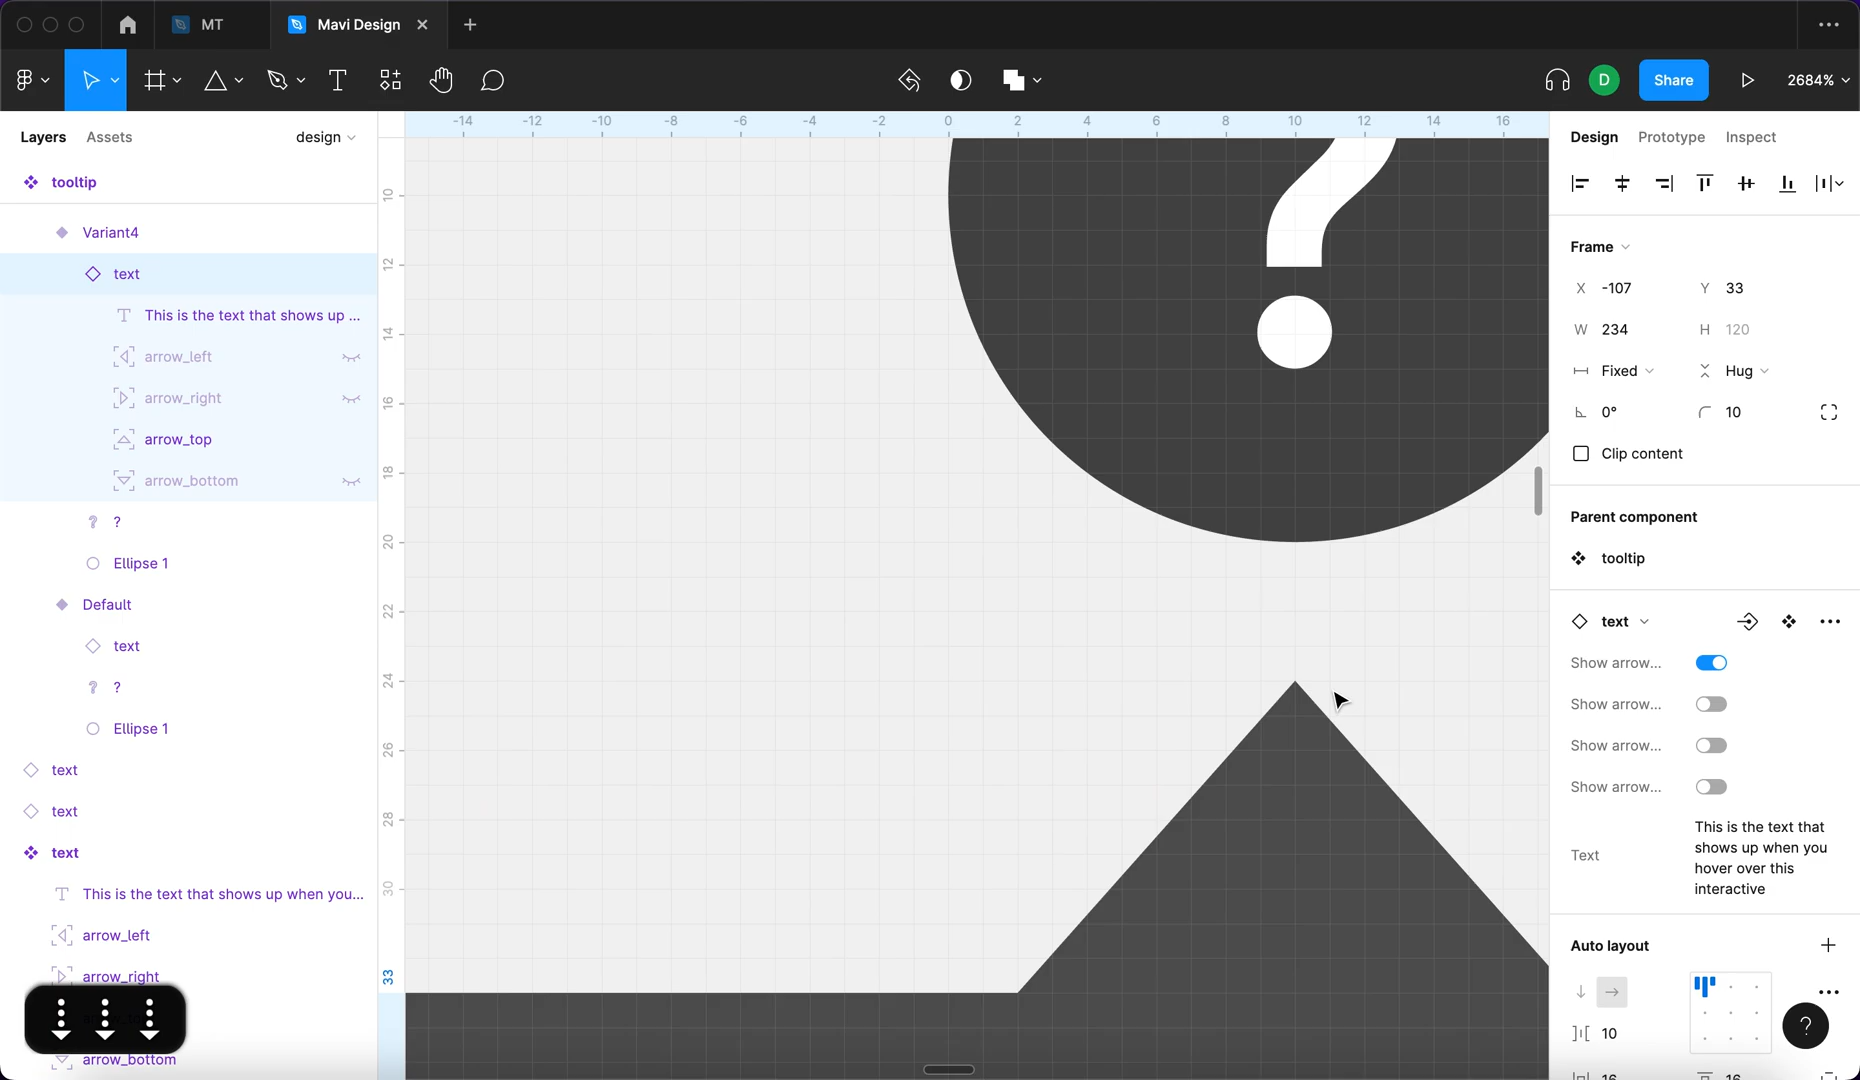 MT
Mavi Design
D
Share
2684%
Layers
Assets
design
tooltip
Variant4
text
This is the text that shows up ...
arrow_left
arrow_right
arrow_top
arrow_bottom
?
Ellipse 1
Default
text
?
Ellipse 1
text
text
text
This is the text that shows up when you...
arrow_left
arrow_right
arrow_bottom
-14 -12 -10 -8 -6 -4 -2 0 2 4 6 8 10 12 14 16
10
12
14
16
18
20
22
24
26
28
30
33
?
Design
Prototype
Inspect
Frame
X -107 Y 33
W 234 H 120
Fixed Hug
0° 10
Clip content
Parent component
tooltip
text
Show arrow...
Show arrow...
Show arrow...
Show arrow...
Text
This is the text that
shows up when you
hover over this
interactive
Auto layout
10
?
16 16